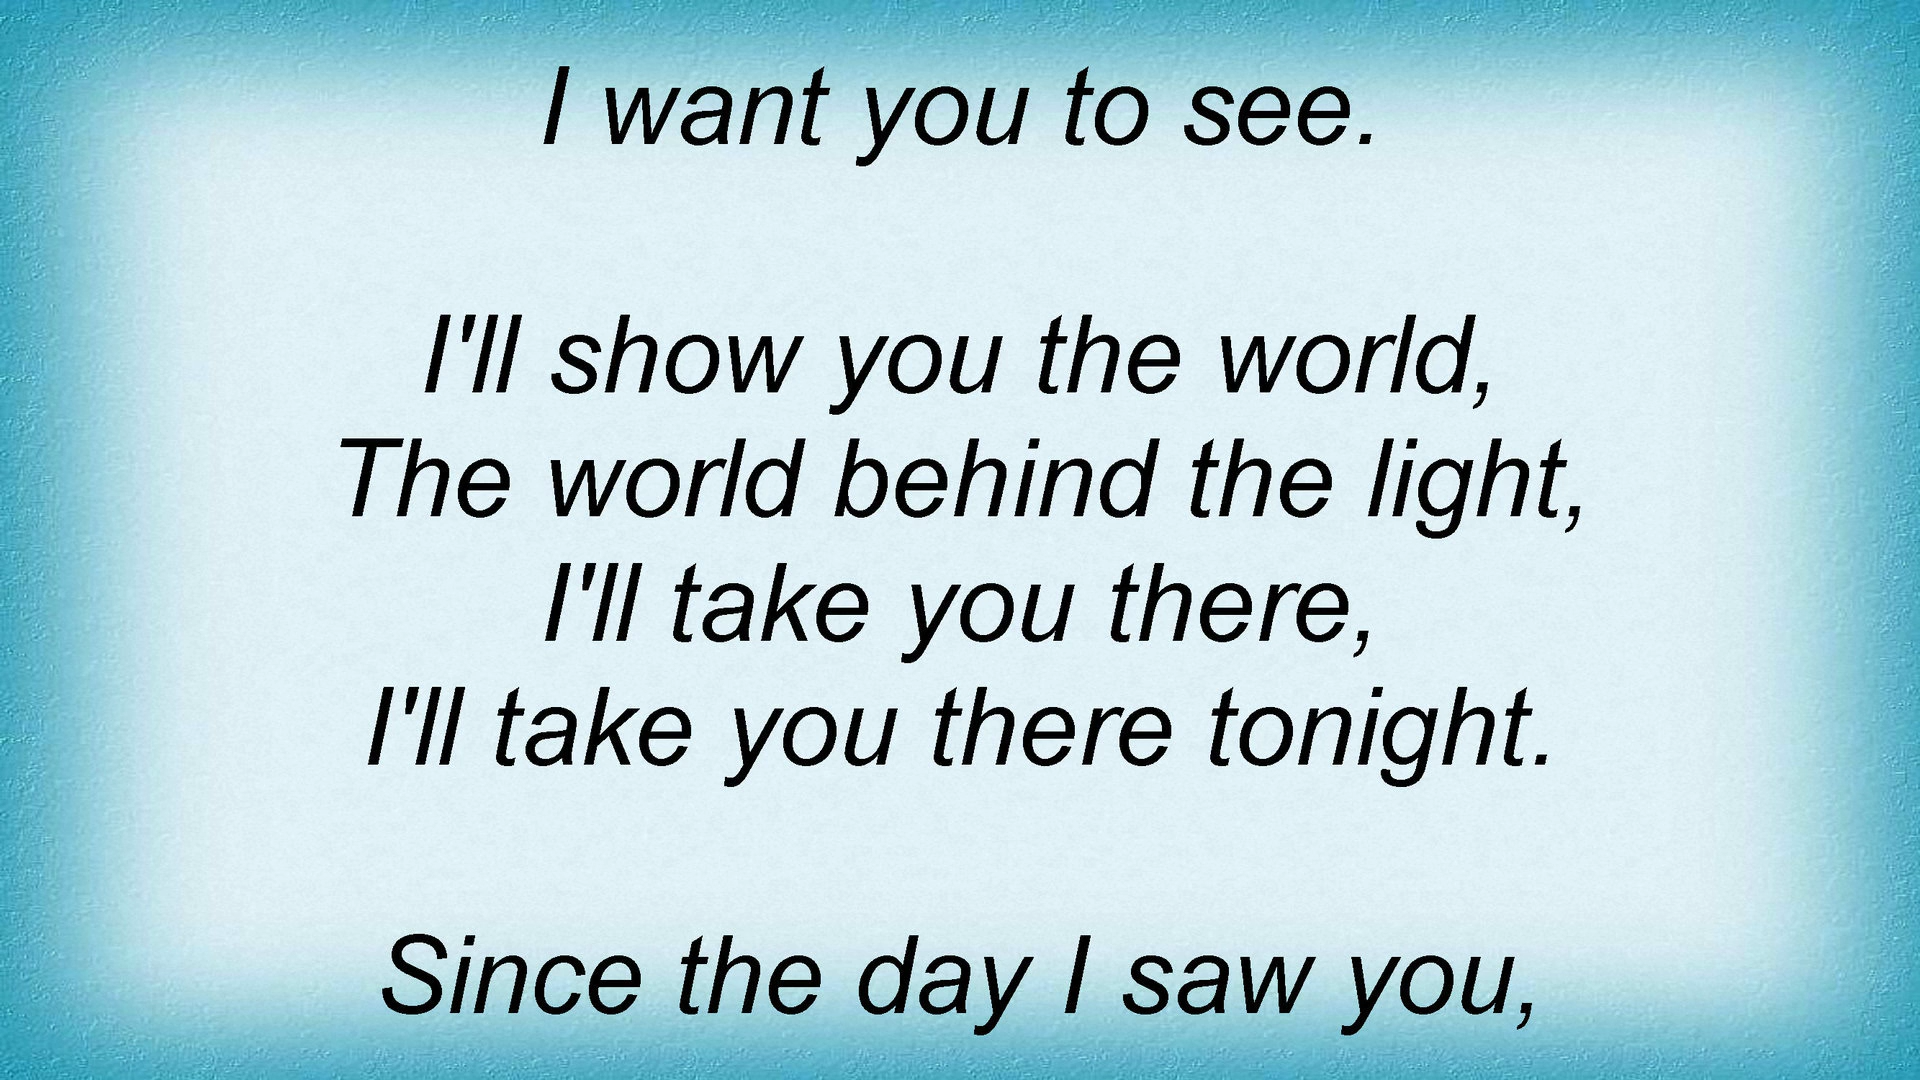 I want you to see.
I'll show you the world,
The world behind the light,
I'll take you there,
I'll take you there tonight.
Since the day I saw you,